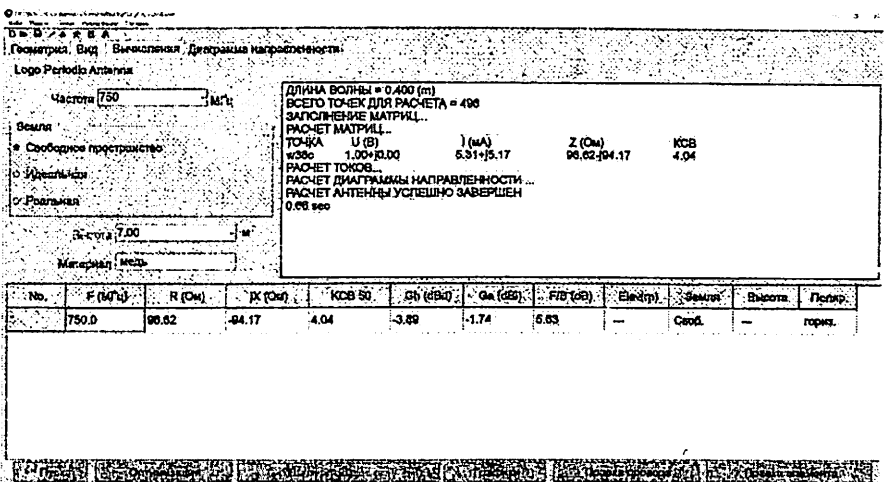 Геометрия Вид Вычисления Диаграмма направленности
Logo Periodic Antenna
Частота 750 МГц
Земля
Свободное пространство
Идеальная
Реальная
Высота 7,00 м
Материал медь
ДЛИНА ВОЛНЫ = 0.400 (m)
ВСЕГО ТОЧЕК ДЛЯ РАСЧЕТА = 496
ЗАПОЛНЕНИЕ МАТРИЦ...
РАСЧЕТ МАТРИЦ...
ТОЧКА U (В) I (мА) Z (Ом) КСВ
w38c 1.00+j0.00 5.31+j5.17 96.62-j94.17 4.04
РАСЧЕТ ТОКОВ...
РАСЧЕТ ДИАГРАММЫ НАПРАВЛЕННОСТИ ...
РАСЧЕТ АНТЕННЫ УСПЕШНО ЗАВЕРШЕН
0.66 sec
No. F (МГц) R (Ом) jX (Ом) КСВ 50 Gh (dBd) Ga (dBi) F/B (dB) Elev(гр) Земля Высота Поляр.
750.0 96.62 -94.17 4.04 -3.89 -1.74 5.63 — Своб. — гориз.